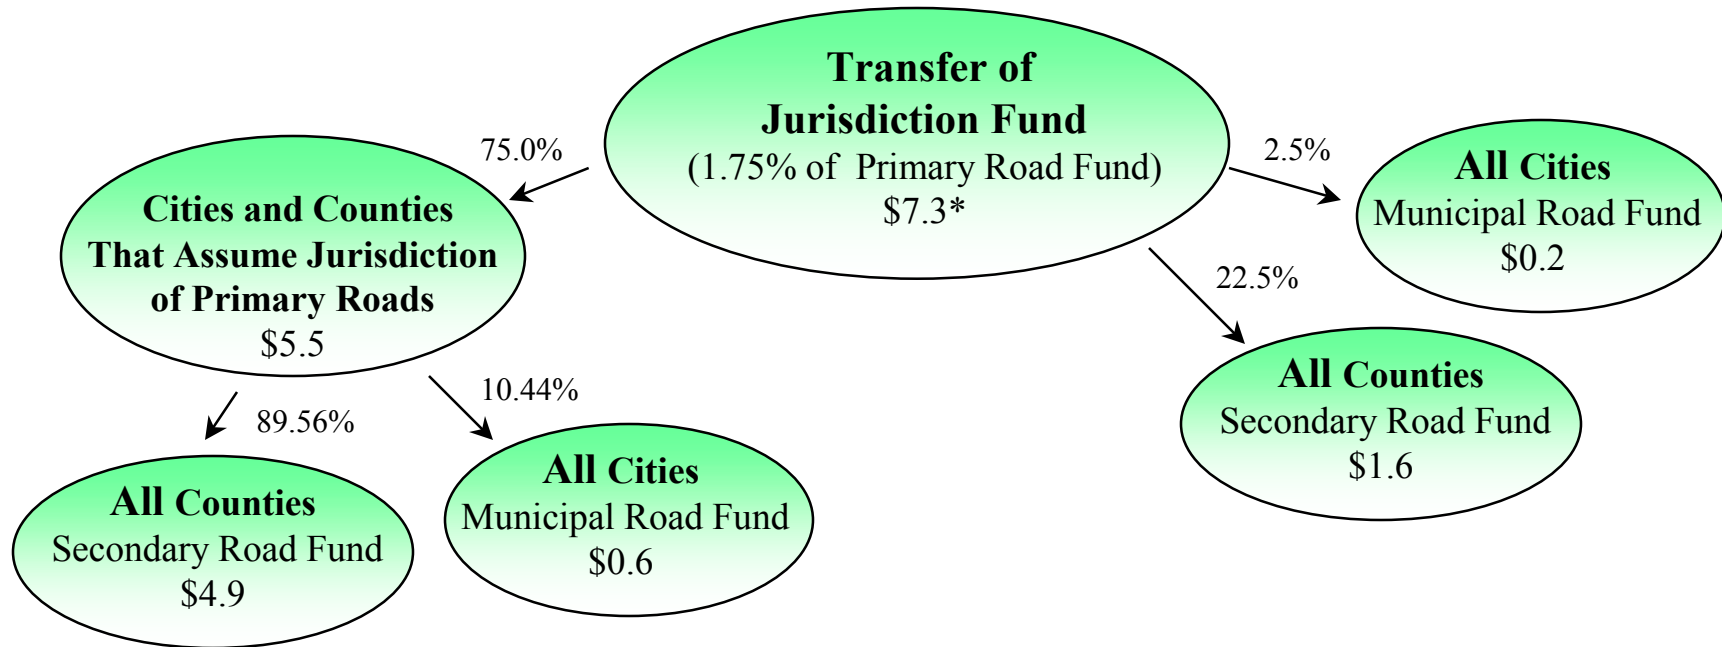 Transfer of
Jurisdiction Fund
(1.75% of Primary Road Fund)
$7.3*
75.0%
2.5%
22.5%
Cities and Counties
That Assume Jurisdiction
of Primary Roads
$5.5
All Cities
Municipal Road Fund
$0.2
All Counties
Secondary Road Fund
$1.6
89.56%
10.44%
All Counties
Secondary Road Fund
$4.9
All Cities
Municipal Road Fund
$0.6